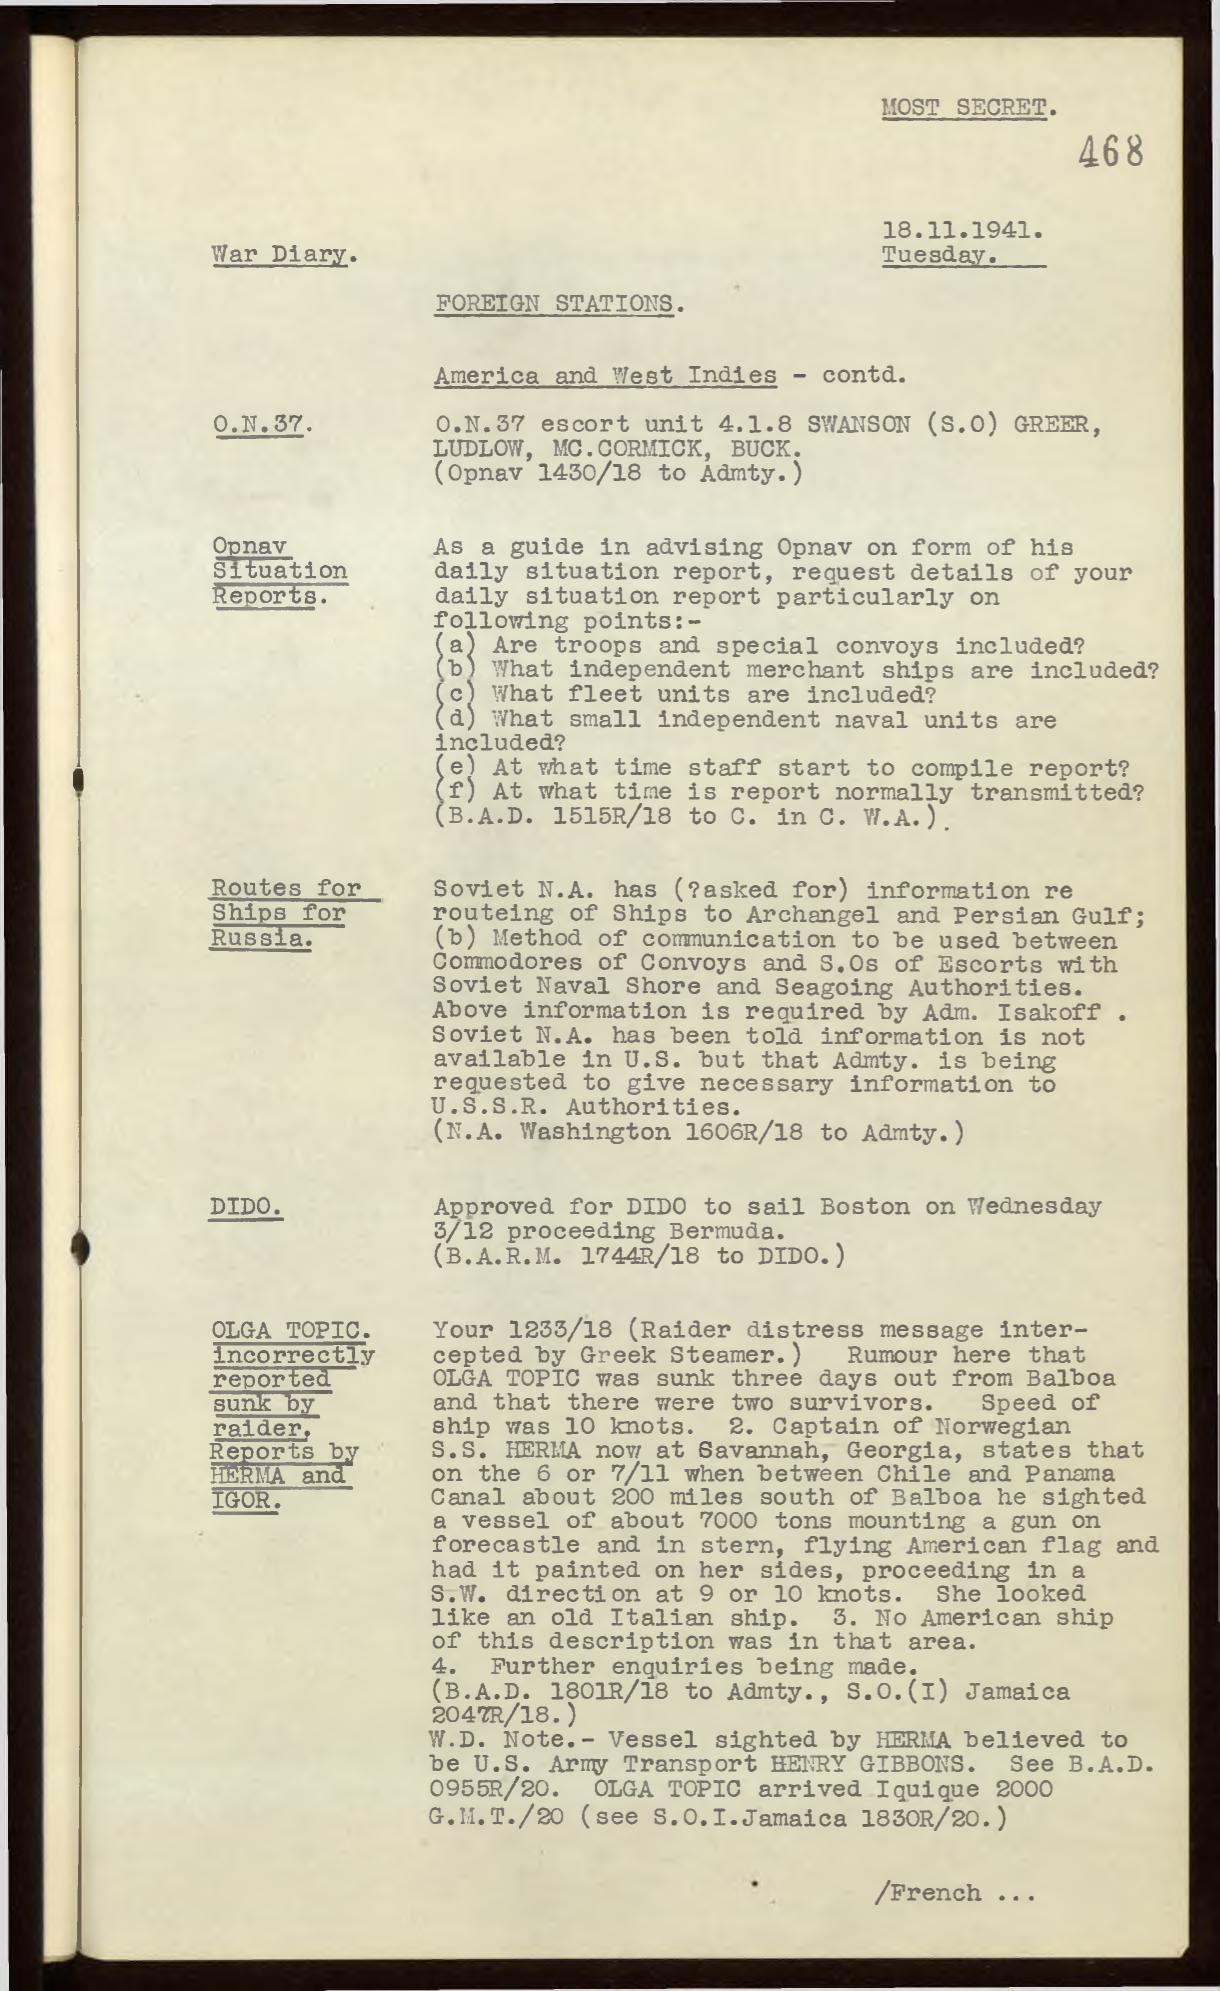 MOST SECRET.
468
18.11.1941.
War Diary.
Tuesday.
FOREIGN STATIONS.
America and West Indies - contd.
O.N.37.
O.N.37 escort unit 4.1.8 SWANSON (S.O) GREER,
LUDLOW, MC.CORMICK, BUCK.
(Opnav 1430/18 to Admty.)
Opnav
Situation
Reports.
As a guide in advising Opnav on form of his
daily situation report, request details of your
daily situation report particularly on
following points:-
(a) Are troops and special convoys included?
(b) What independent merchant ships are included?
(c) What fleet units are included?
(d) What small independent naval units are
included?
(e) At what time staff start to compile report?
(f) At what time is report normally transmitted?
(B.A.D. 1515R/18 to C. in C. W.A.).
Routes for
Ships for
Russia.
Soviet N.A. has (?asked for) information re
routeing of Ships to Archangel and Persian Gulf;
(b) Method of communication to be used between
Commodores of Convoys and S.Os of Escorts with
Soviet Naval Shore and Seagoing Authorities.
Above information is required by Adm. Isakoff .
Soviet N.A. has been told information is not
available in U.S. but that Admty. is being
requested to give necessary information to
U.S.S.R. Authorities.
(N.A. Washington 1606R/18 to Admty.)
DIDO.
Approved for DIDO to sail Boston on Wednesday
3/12 proceeding Bermuda.
(B.A.R.M. 1744R/18 to DIDO.)
OLGA TOPIC.
incorrectly
reported
sunk by
raider.
Reports by
HERMA and
IGOR.
Your 1233/18 (Raider distress message inter-
cepted by Greek Steamer.) Rumour here that
OLGA TOPIC was sunk three days out from Balboa
and that there were two survivors. Speed of
ship was 10 knots. 2. Captain of Norwegian
S.S. HERMA now at Savannah, Georgia, states that
on the 6 or 7/11 when between Chile and Panama
Canal about 200 miles south of Balboa he sighted
a vessel of about 7000 tons mounting a gun on
forecastle and in stern, flying American flag and
had it painted on her sides, proceeding in a
S.W. direction at 9 or 10 knots. She looked
like an old Italian ship. 3. No American ship
of this description was in that area.
4. Further enquiries being made.
(B.A.D. 1801R/18 to Admty., S.O.(I) Jamaica
2047R/18.)
W.D. Note.- Vessel sighted by HERMA believed to
be U.S. Army Transport HENRY GIBBONS. See B.A.D.
0955R/20. OLGA TOPIC arrived Iquique 2000
G.M.T./20 (see S.O.I.Jamaica 1830R/20.)
/French ...